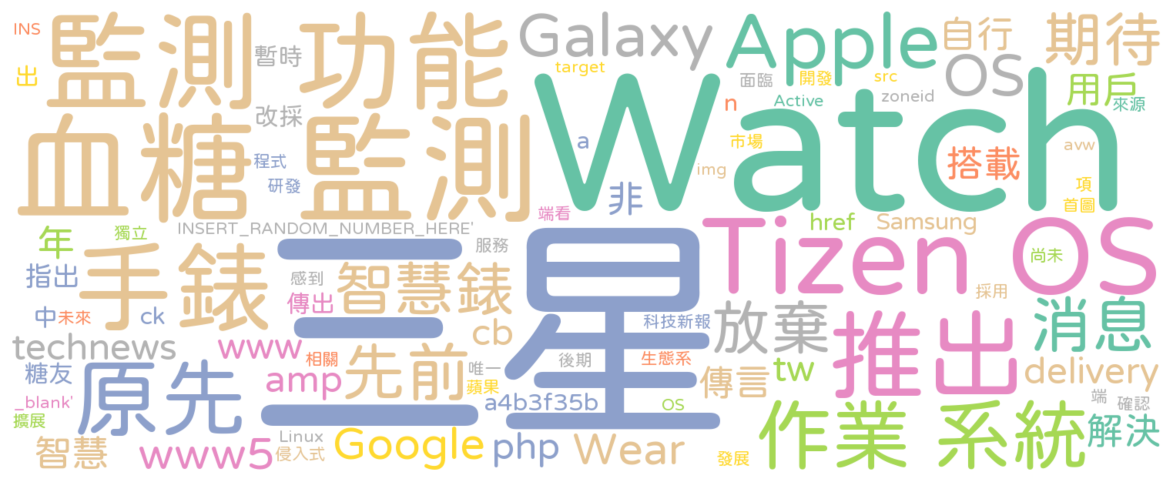 INS
監測 功能
Galaxy
Apple
自行
期待
暫時
target
OS
出
面臨
開發
src
用戶
zoneid
來源
Active
n
Watch
改採
血糖 監測
市場
a
搭載
avw
程式
img
研發
非
項
首圖
端看
INSERT_RANDOM_NUMBER_HERE'
href
Samsung
Tizen OS
年
獨立
三星
手錶
服務
尚未
指出
感到
智慧錶
傳出
採用
中
未來
ck
科技新報
放棄
推出
消息
technews
www
cb
相關
先前
後期
生態系
糖友
原先
唯一
蘋果
傳言
tw
delivery
amp
_blank'
a4b3f35b
OS
端
確認
擴展
作業 系統
解決
智慧
www5
Linux
侵入式
Google
php
Wear
發展